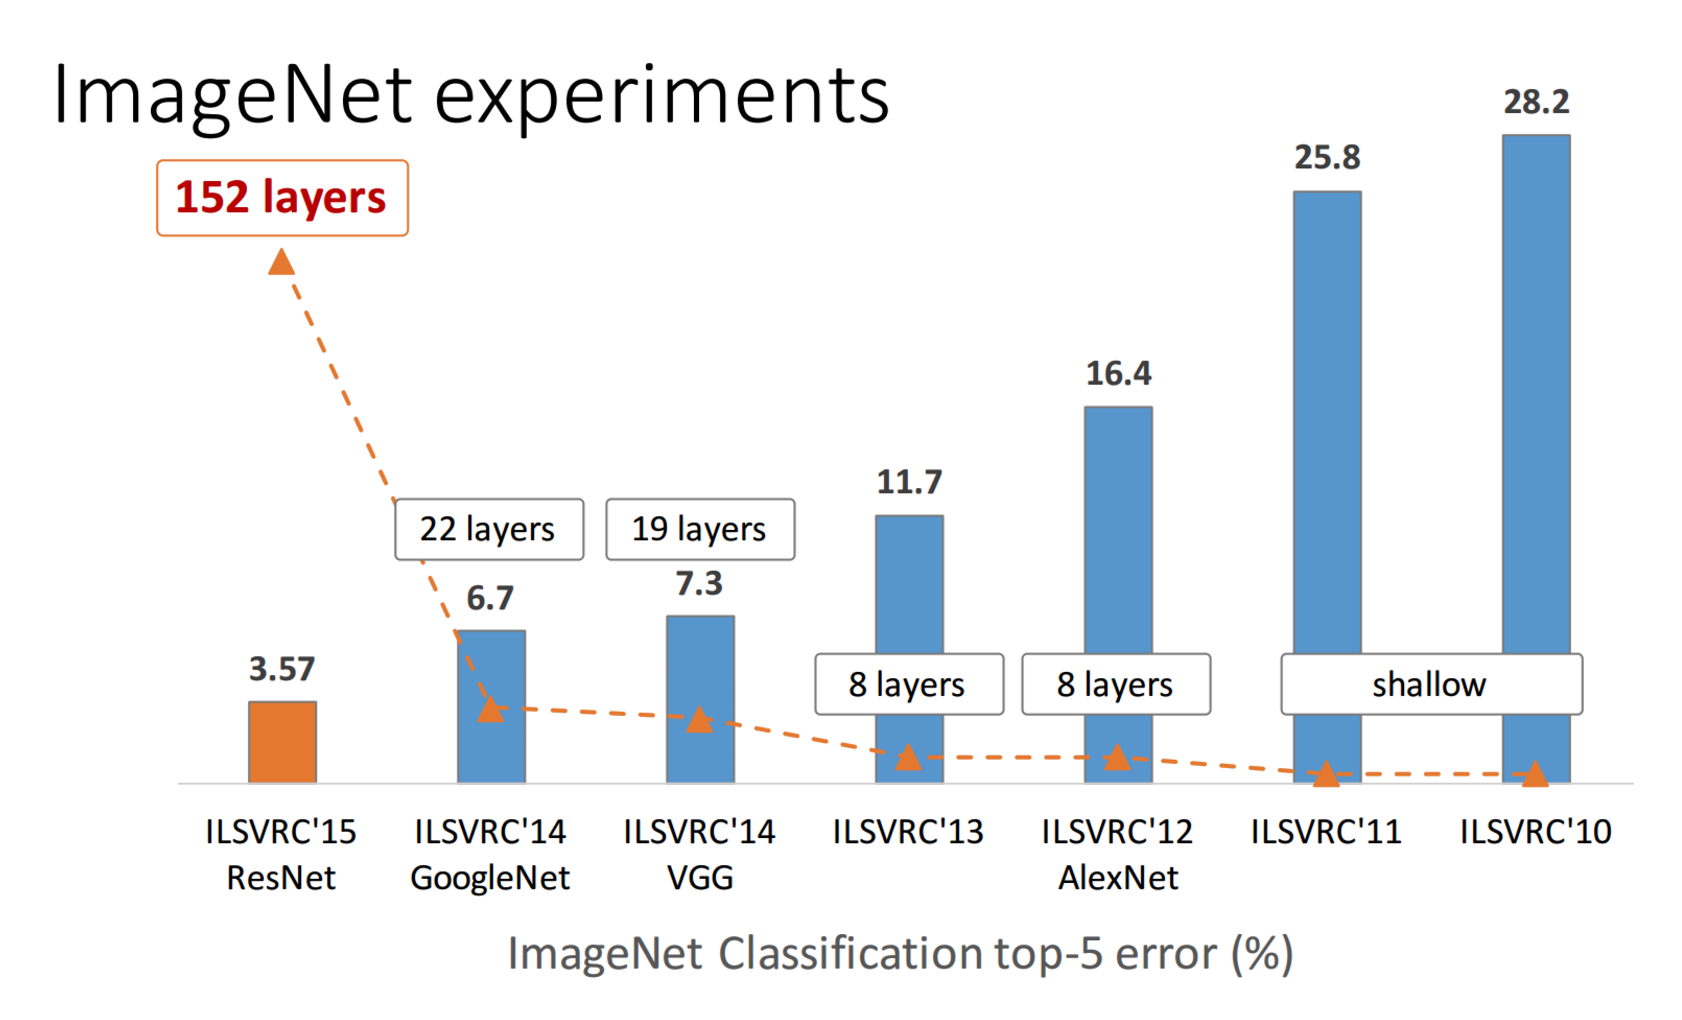 ImageNet experiments
28.2
25.8
152 layers
16.4
11.7
22 layers
19 layers
7.3
6.7
3.57
8 layers
8 layers
shallow
ILSVRC'15
ResNet
ILSVRC'14
GoogleNet
ILSVRC'14
VGG
ILSVRC'13
ILSVRC'12
AlexNet
ILSVRC'11
ILSVRC'10
ImageNet Classification top-5 error (%)